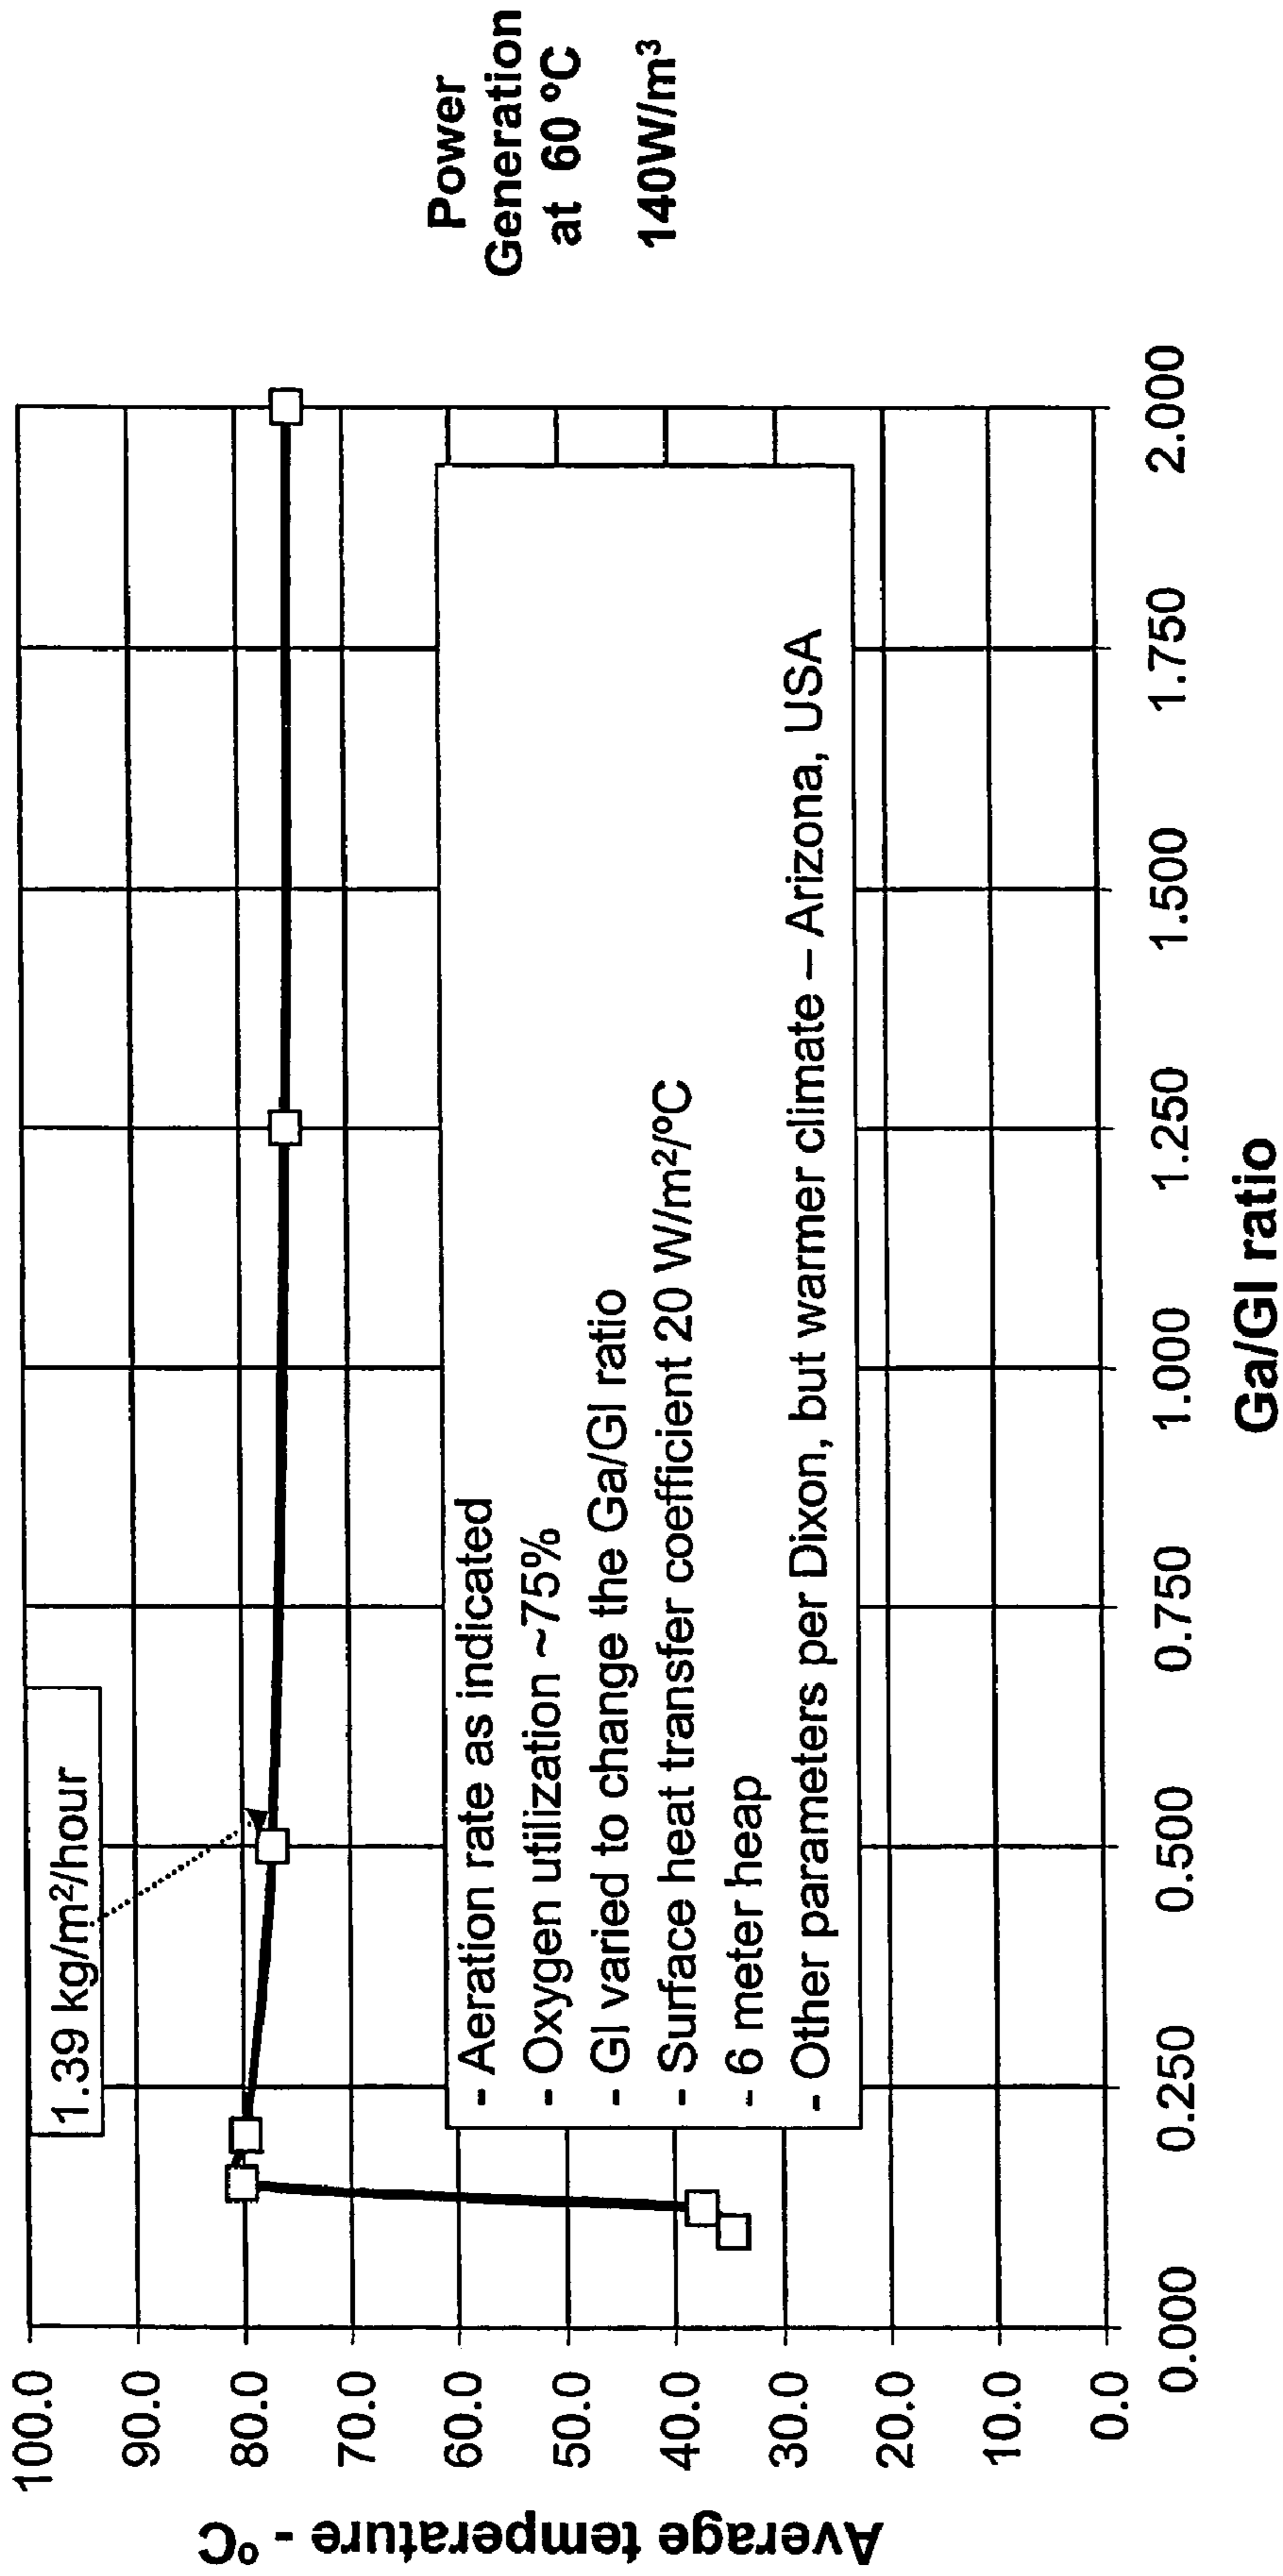 1.39 kg/m²/hour
Average temperature - ºC
100.0
90.0
80.0
70.0
60.0
50.0
40.0
30.0
20.0
10.0
0.0
- Aeration rate as indicated
- Oxygen utilization ~75%
- Gl varied to change the Ga/Gl ratio
- Surface heat transfer coefficient 20 W/m²/ºC
- 6 meter heap
- Other parameters per Dixon, but warmer climate – Arizona, USA
0.000 0.250 0.500 0.750 1.000 1.250 1.500 1.750 2.000
Ga/Gl ratio
Power
Generation
at 60 ºC
140W/m³